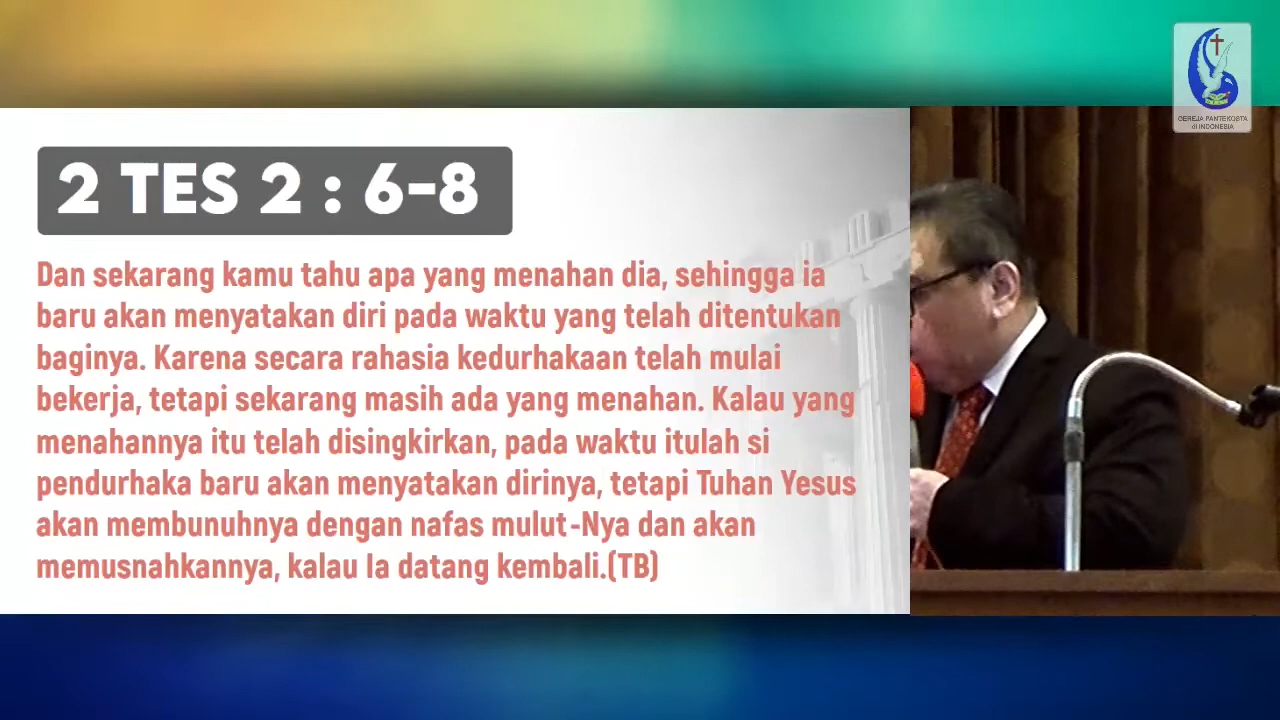 2 TES 2 : 6-8
Dan sekarang kamu tahu apa yang menahan dia, sehingga ia
baru akan menyatakan diri pada waktu yang telah ditentukan
baginya. Karena secara rahasia kedurhakaan telah mulai
bekerja, tetapi sekarang masih ada yang menahan. Kalau yang
menahannya itu telah disingkirkan, pada waktu itulah si
pendurhaka baru akan menyatakan dirinya, tetapi Tuhan Yesus
akan membunuhnya dengan nafas mulut-Nya dan akan
memusnahkannya, kalau Ia datang kembali.(TB)
GEREJA PANTEKOSTA
di INDONESIA